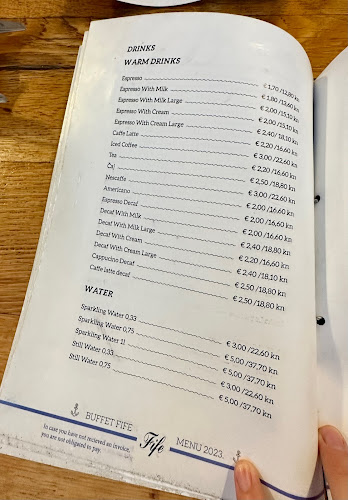 DRINKS
WARM DRINKS
Espresso € 1,70 /12,80 kn
Espresso With Milk € 1,80 /13,60 kn
Espresso With Milk Large € 2,00 /15,10 kn
Espresso With Cream € 2,00 /15,10 kn
Espresso With Cream Large € 2,40 / 18,10 kn
Caffe Latte € 2,20 /16,60 kn
Iced Coffee € 3,00 /22,60 kn
Tea € 2,20 /16,60 kn
Čaj € 2,50 /18,80 kn
Nescaffe € 3,00 /22,60 kn
Americano € 2,00 /16,60 kn
Espresso Decaf € 2,00 /16,60 kn
Decaf With Milk € 2,00 /16,60 kn
Decaf With Milk Large € 2,40 /18,80 kn
Decaf With Cream € 2,20 /16,60 kn
Decaf With Cream Large € 2,40 /18,10 kn
Cappucino Decaf € 2,50 /18,80 kn
Caffe latte decaf € 2,50 /18,80 kn
WATER
Sparkling Water 0,33 € 3,00 /22,60 kn
Sparkling Water 0,75 € 5,00 /37,70 kn
Sparkling Water 1l € 5,00 /37,70 kn
Still Water 0,33 € 3,00 /22,60 kn
Still Water 0,75 € 5,00 /37,70 kn
BUFFET FIFE Fife MENU 2023.
In case you have not recieved an invoice,
you are not obligated to pay.